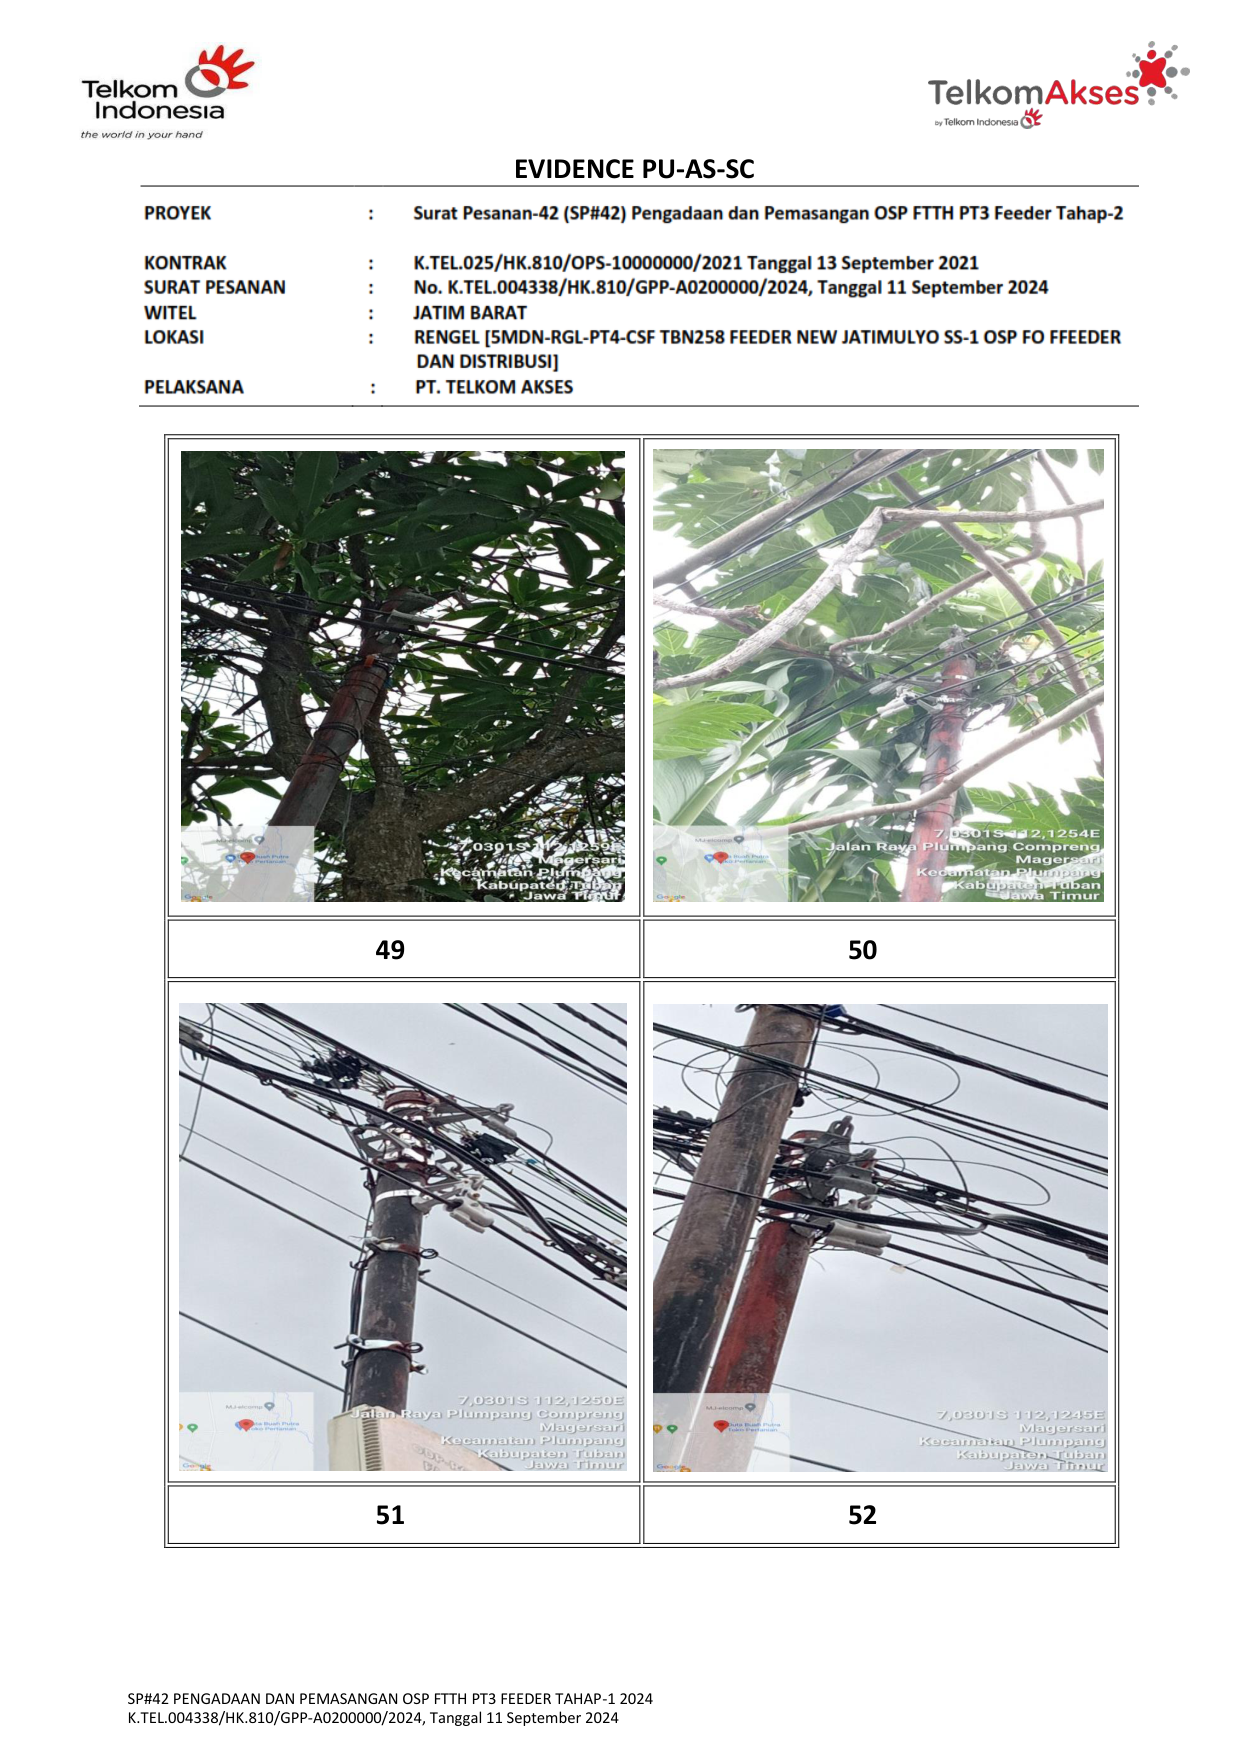 Telkom
Indonesia
the world in your hand
TelkomAkses
by Telkom Indonesia
EVIDENCE PU-AS-SC
PROYEK : Surat Pesanan-42 (SP#42) Pengadaan dan Pemasangan OSP FTTH PT3 Feeder Tahap-2
KONTRAK : K.TEL.025/HK.810/OPS-10000000/2021 Tanggal 13 September 2021
SURAT PESANAN : No. K.TEL.004338/HK.810/GPP-A0200000/2024, Tanggal 11 September 2024
WITEL : JATIM BARAT
LOKASI : RENGEL [5MDN-RGL-PT4-CSF TBN258 FEEDER NEW JATIMULYO SS-1 OSP FO FFEEDER
DAN DISTRIBUSI]
PELAKSANA : PT. TELKOM AKSES
7,0301S 112,1259E
Magersari
Kecamatan Plumpang
Kabupaten Tuban
Jawa Timur
Google
7,0301S 112,1254E
Jalan Raya Plumpang Compreng
Magersari
Kecamatan Plumpang
Kabupaten Tuban
Jawa Timur
Google
49
50
7,0301S 112,1250E
Jalan Raya Plumpang Compreng
Magersari
Kecamatan Plumpang
Kabupaten Tuban
Jawa Timur
Google
7,0301S 112,1245E
Magersari
Kecamatan Plumpang
Kabupaten Tuban
Jawa Timur
Google
51
52
SP#42 PENGADAAN DAN PEMASANGAN OSP FTTH PT3 FEEDER TAHAP-1 2024
K.TEL.004338/HK.810/GPP-A0200000/2024, Tanggal 11 September 2024